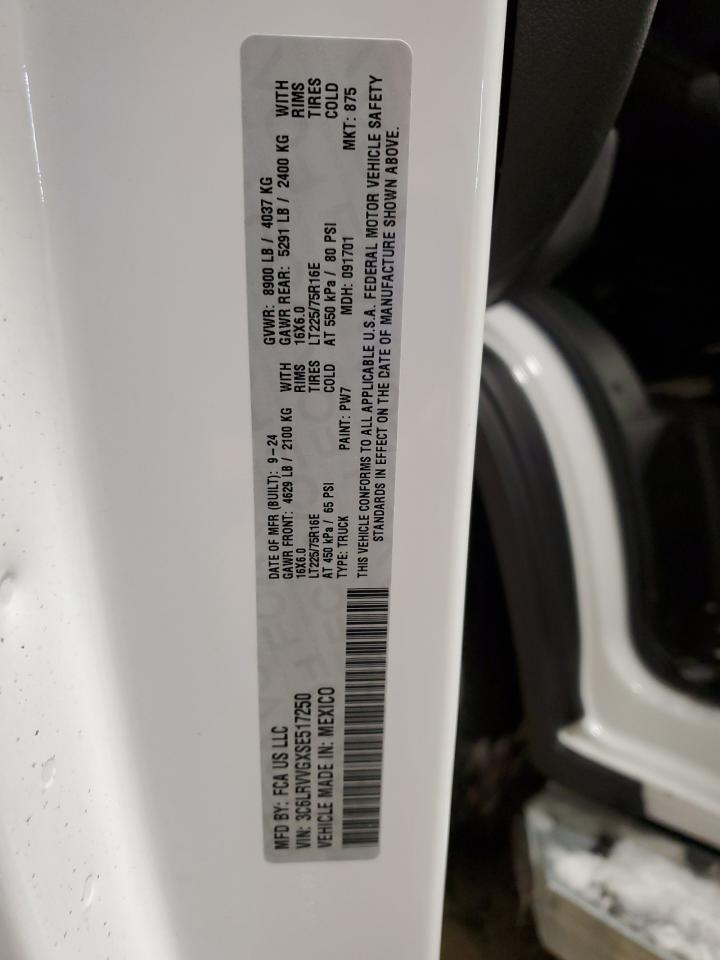 MFD BY: FCA US LLC
VIN: 3C6LRVVGXSE517250
VEHICLE MADE IN: MEXICO
DATE OF MFR (BUILT): 9-24 GVWR: 8900 LB / 4037 KG
GAWR FRONT: 4629 LB / 2100 KG WITH GAWR REAR: 5291 LB / 2400 KG WITH
16X6.0 RIMS 16X6.0 RIMS
LT225/75R16E TIRES LT225/75R16E TIRES
AT 450 kPa / 65 PSI COLD AT 550 kPa / 80 PSI COLD
TYPE: TRUCK PAINT: PW7 MDH: 091701 MKT: 875
THIS VEHICLE CONFORMS TO ALL APPLICABLE U.S.A. FEDERAL MOTOR VEHICLE SAFETY
STANDARDS IN EFFECT ON THE DATE OF MANUFACTURE SHOWN ABOVE.